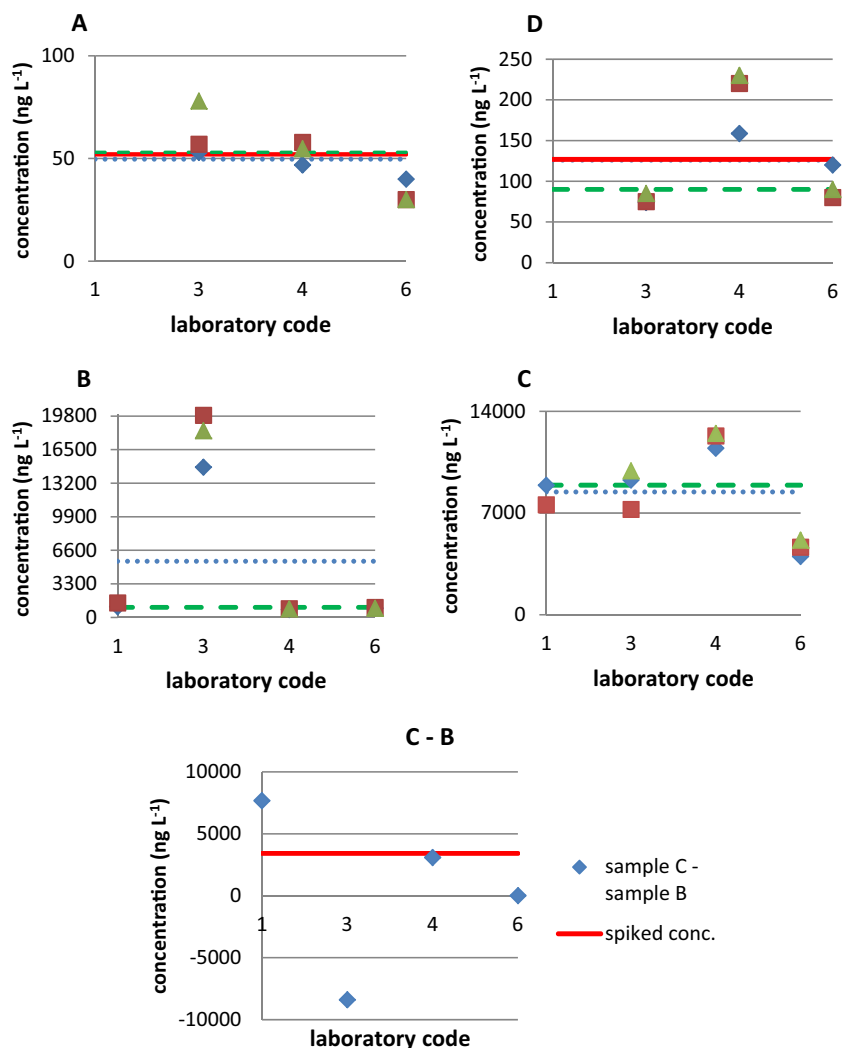 A
concentration (ng L⁻¹)
100
50
0
1 3 4 6
laboratory code
D
concentration (ng L⁻¹)
250
200
150
100
50
0
1 3 4 6
laboratory code
B
concentration (ng L⁻¹)
19800
16500
13200
9900
6600
3300
0
1 3 4 6
laboratory code
C
concentration (ng L⁻¹)
14000
7000
0
1 3 4 6
laboratory code
C - B
concentration (ng L⁻¹)
10000
5000
0
-5000
-10000
1 3 4 6
laboratory code
sample C -
sample B
spiked conc.